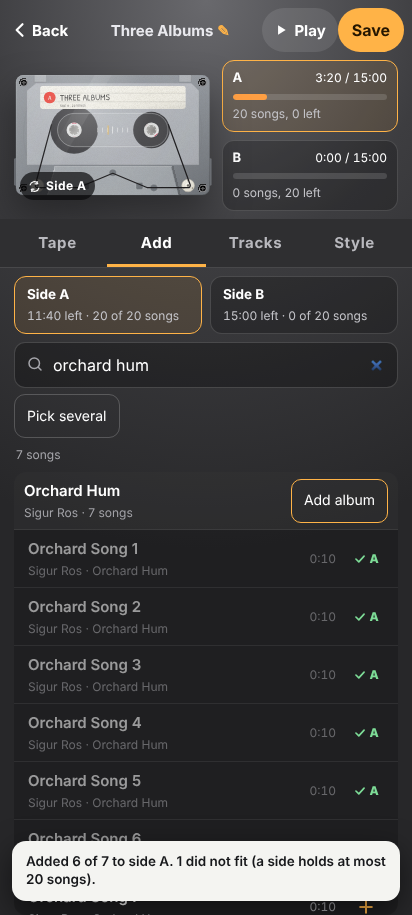 Back
Three Albums
Play
Save
A
THREE ALBUMS
Side A
A 3:20 / 15:00
20 songs, 0 left
B 0:00 / 15:00
0 songs, 20 left
Tape
Add
Tracks
Style
Side A
11:40 left · 20 of 20 songs
Side B
15:00 left · 0 of 20 songs
orchard hum
Pick several
7 songs
Orchard Hum
Sigur Ros · 7 songs
Add album
Orchard Song 1
Sigur Ros · Orchard Hum
0:10 A
Orchard Song 2
Sigur Ros · Orchard Hum
0:10 A
Orchard Song 3
Sigur Ros · Orchard Hum
0:10 A
Orchard Song 4
Sigur Ros · Orchard Hum
0:10 A
Orchard Song 5
Sigur Ros · Orchard Hum
0:10 A
Orchard Song 6
Added 6 of 7 to side A. 1 did not fit (a side holds at most
20 songs).
0:10